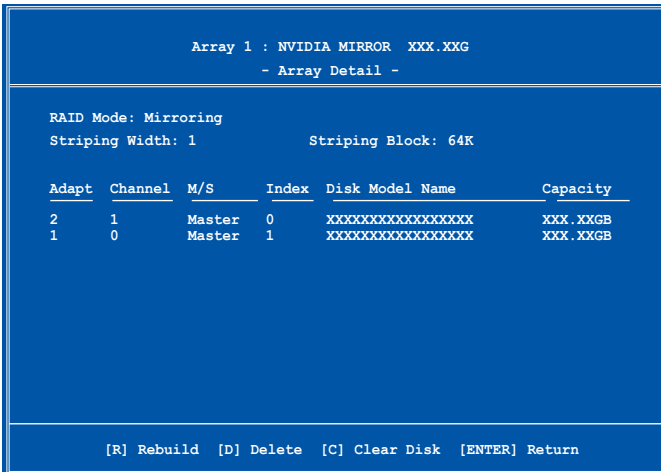 Array 1 : NVIDIA MIRROR XXX.XXG
- Array Detail -
RAID Mode: Mirroring
Striping Width: 1 Striping Block: 64K
Adapt Channel M/S Index Disk Model Name Capacity
2 1 Master 0 XXXXXXXXXXXXXXXXX XXX.XXGB
1 0 Master 1 XXXXXXXXXXXXXXXXX XXX.XXGB
[R] Rebuild [D] Delete [C] Clear Disk [ENTER] Return